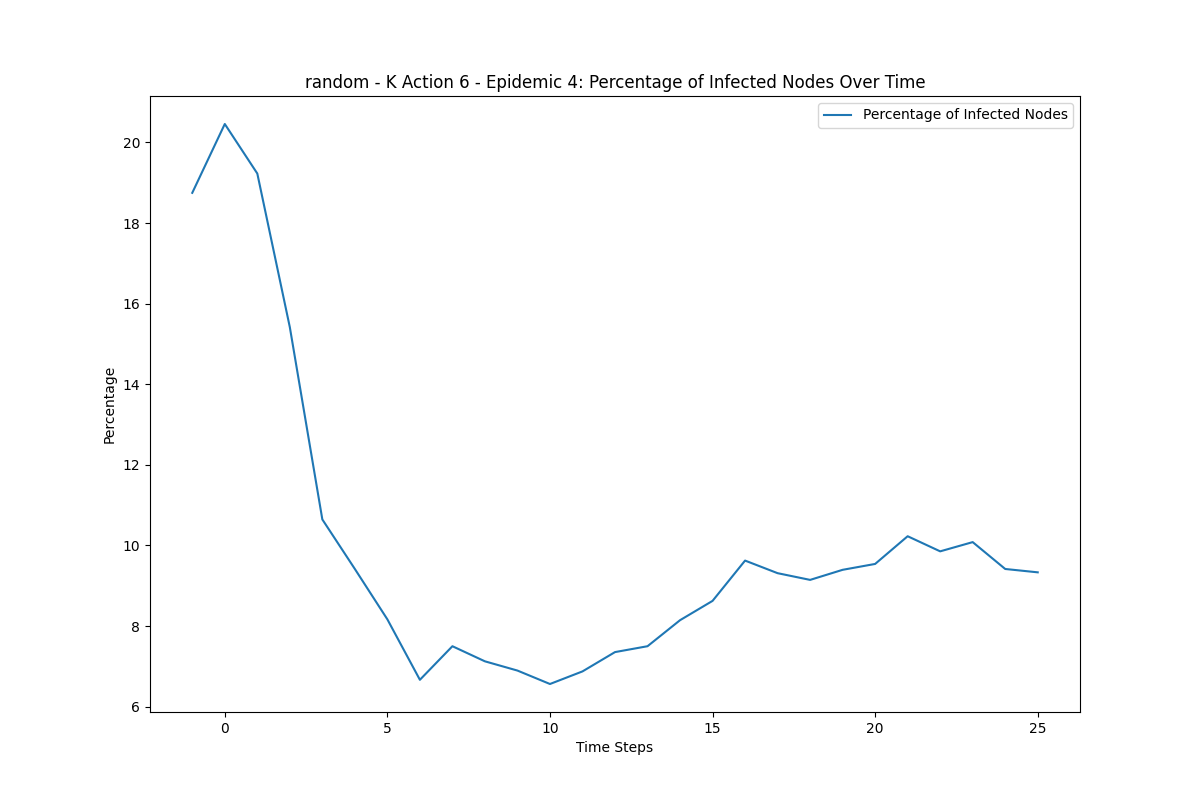 random - K Action 6 - Epidemic 4: Percentage of Infected Nodes Over Time
Percentage of Infected Nodes
20
18
16
14
12
10
8
6
Percentage
0 5 10 15 20 25
Time Steps